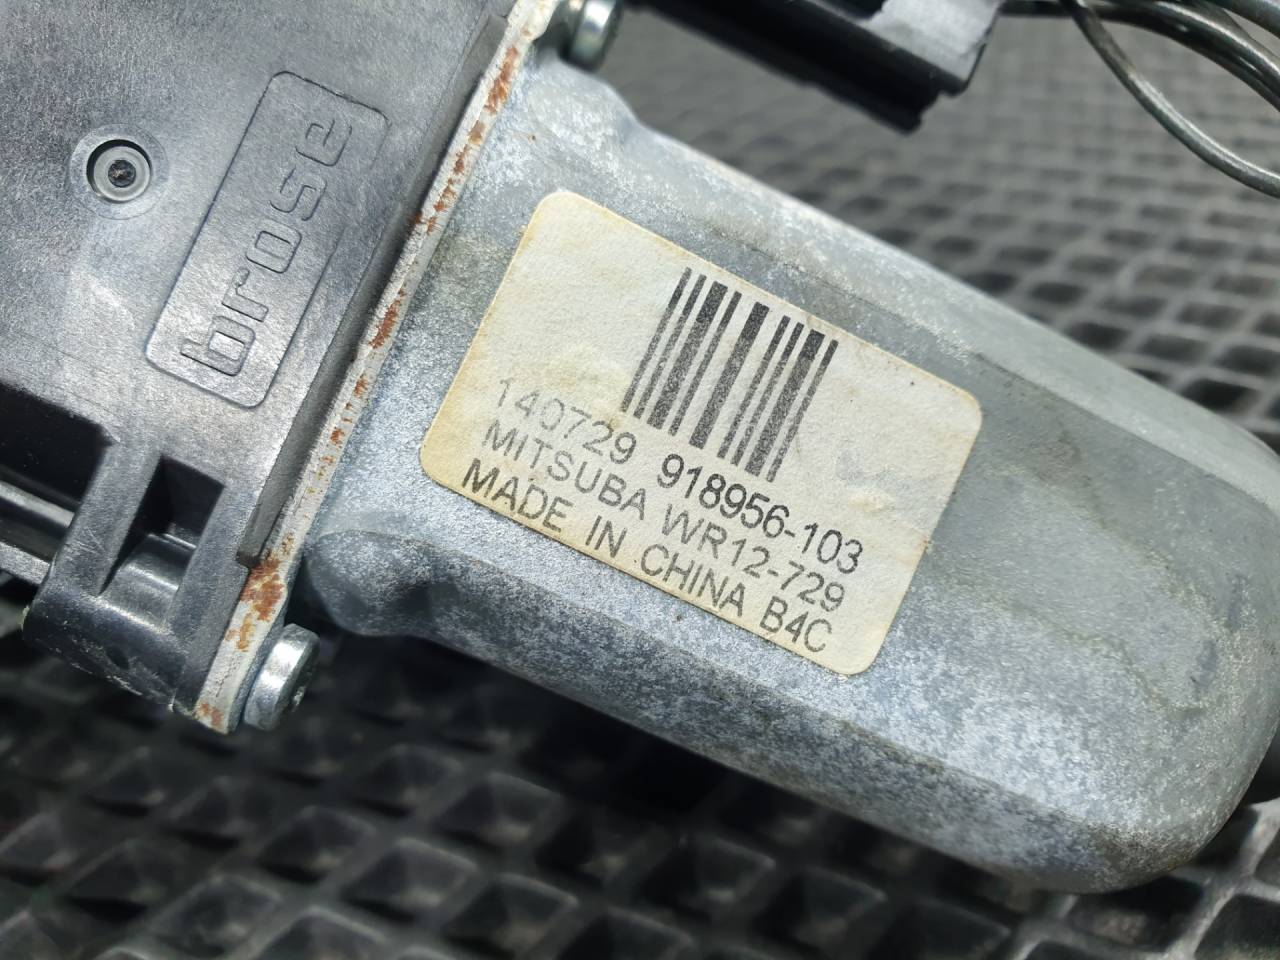 brose
140729 918956-103
MITSUBA WR12-729
MADE IN CHINA B4C